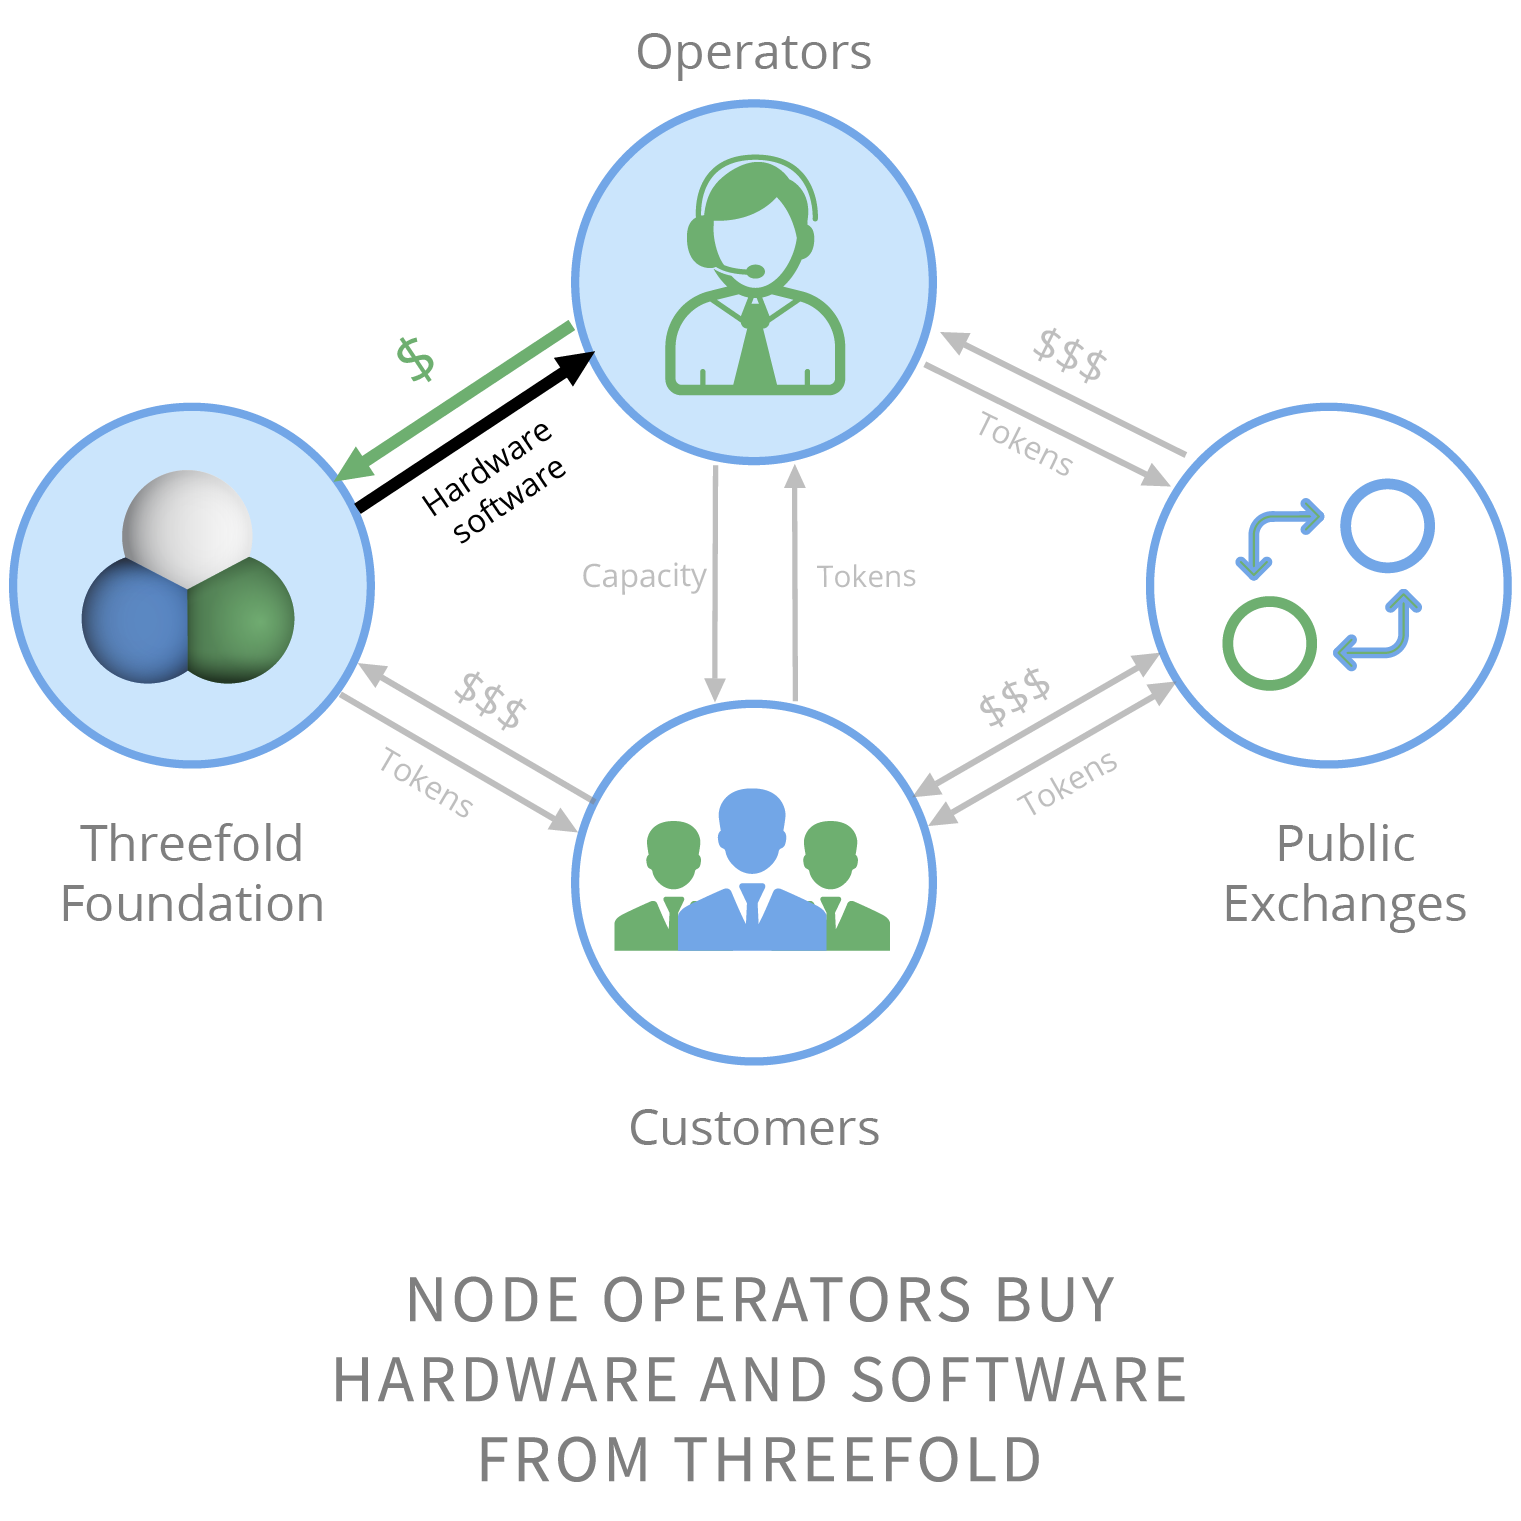 Operators
$
$$$
Hardware
software
Tokens
Capacity
Tokens
$$$
$$$
Tokens
Tokens
Threefold
Foundation
Public
Exchanges
Customers
NODE OPERATORS BUY
HARDWARE AND SOFTWARE
FROM THREEFOLD